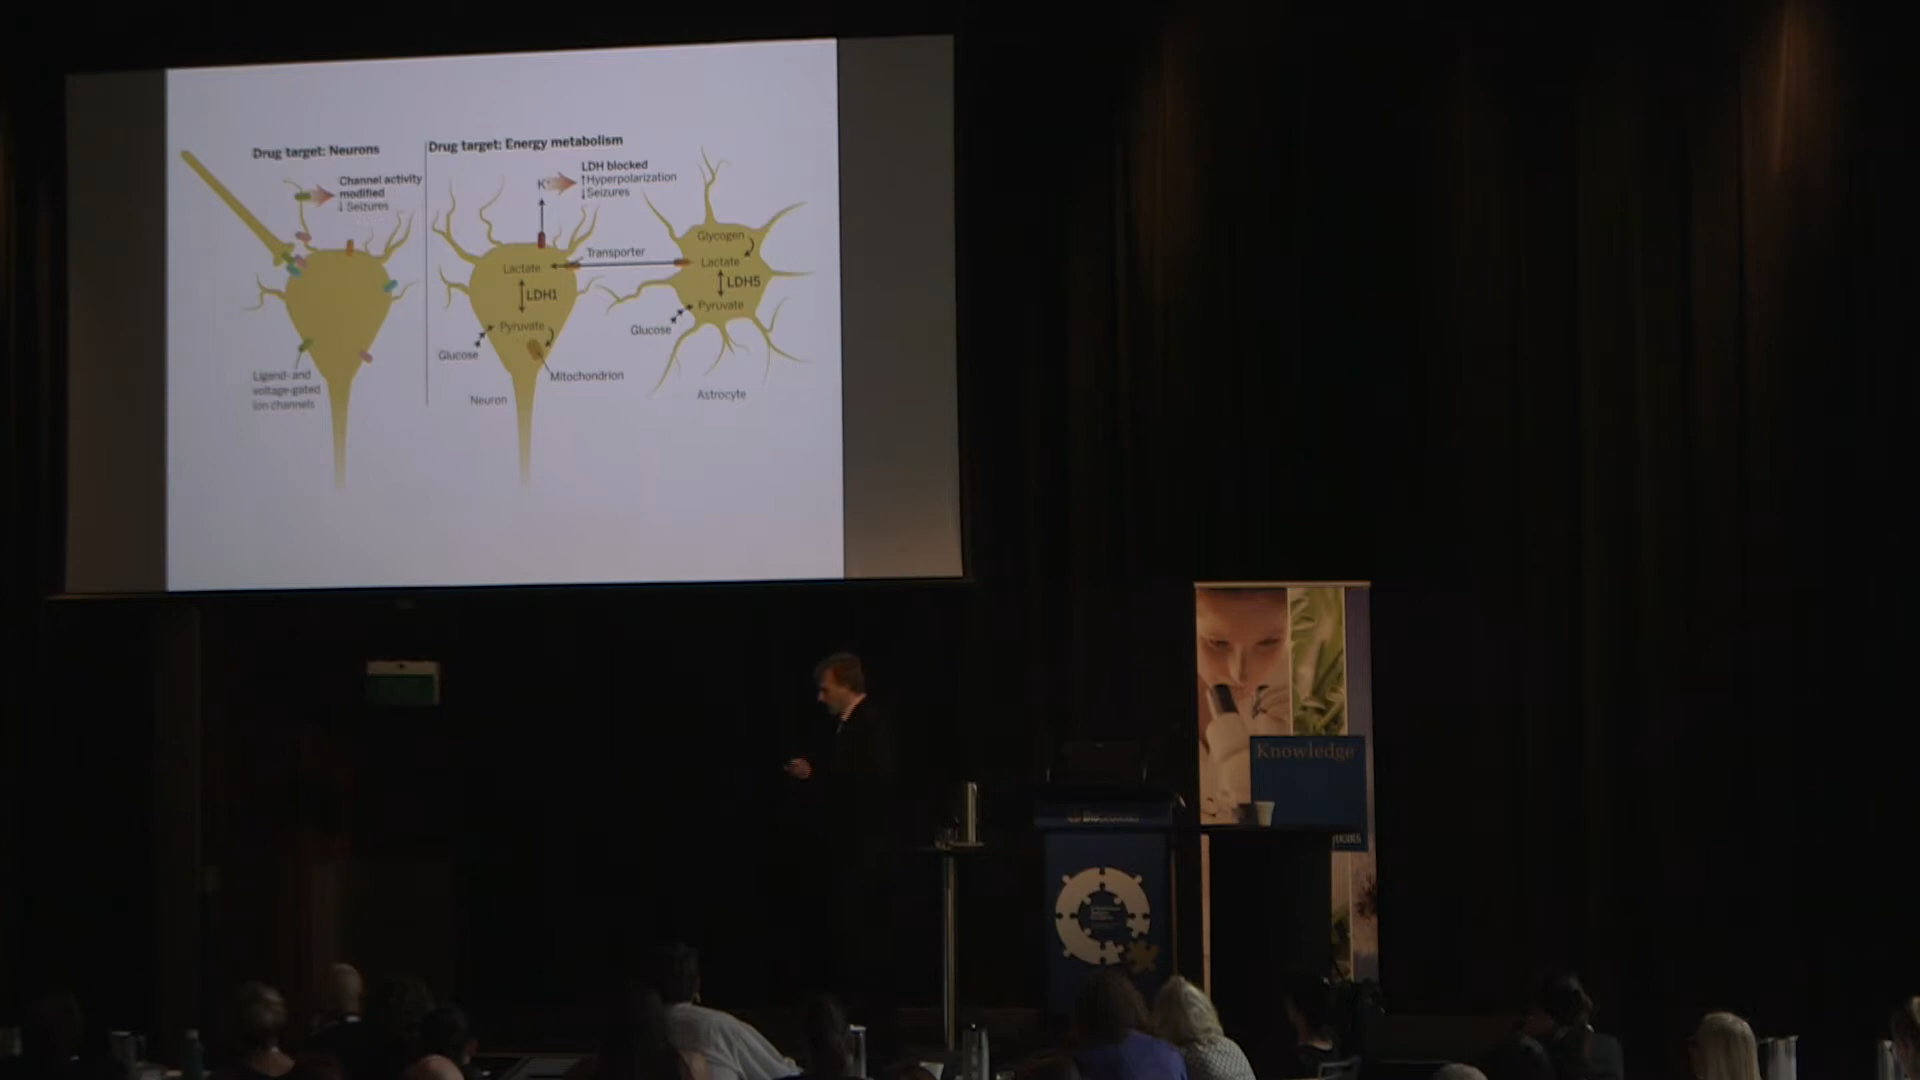 Drug target: Neurons
Channel activity
modified
↓ Seizures
Ligand- and
voltage-gated
ion channels
Drug target: Energy metabolism
K⁺
LDH blocked
↑Hyperpolarization
↓Seizures
Transporter
Lactate
LDH1
Pyruvate
Glucose
Mitochondrion
Neuron
Glycogen
Lactate
LDH5
Pyruvate
Glucose
Astrocyte
Knowledge